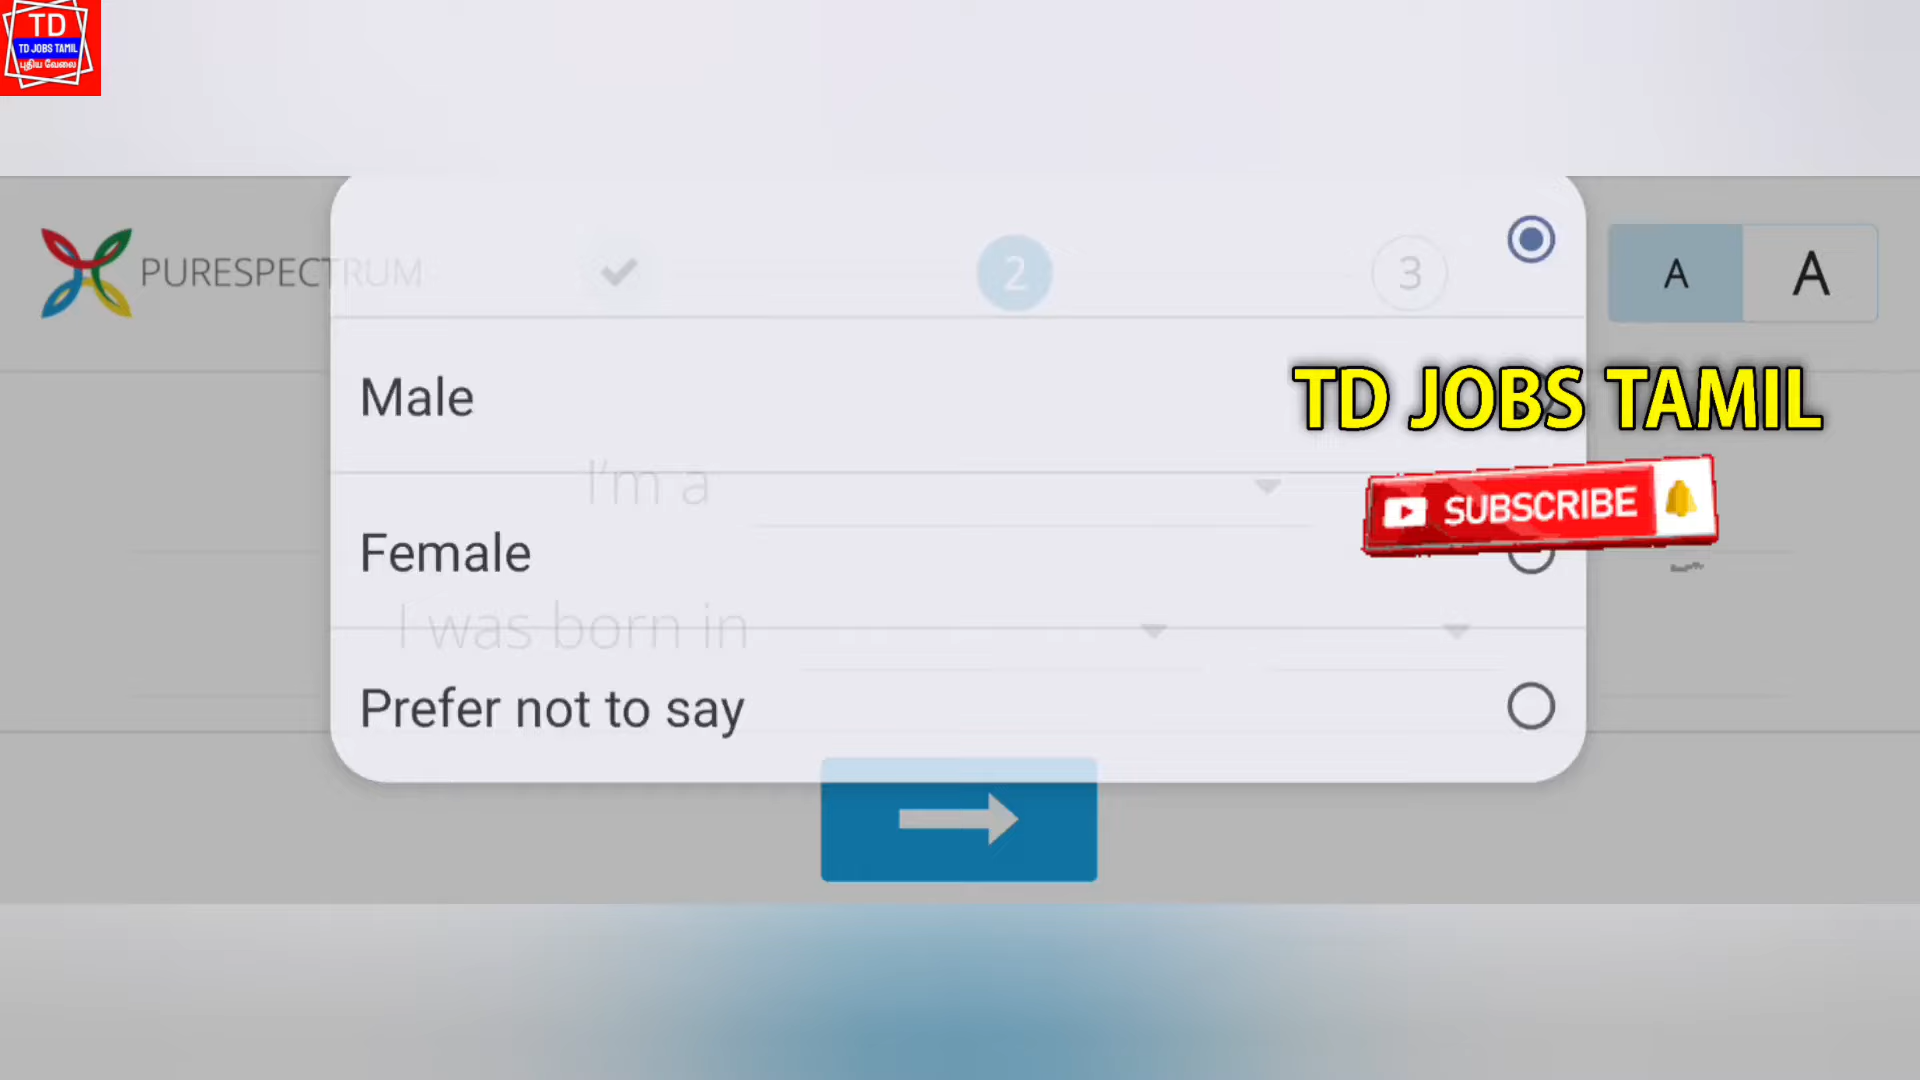 TD
TD JOBS TAMIL
புதிய வேலை
PURESPECTRUM
2
3
A A
Male
TD JOBS TAMIL
I'm a
SUBSCRIBE
Female
I was born in
Prefer not to say